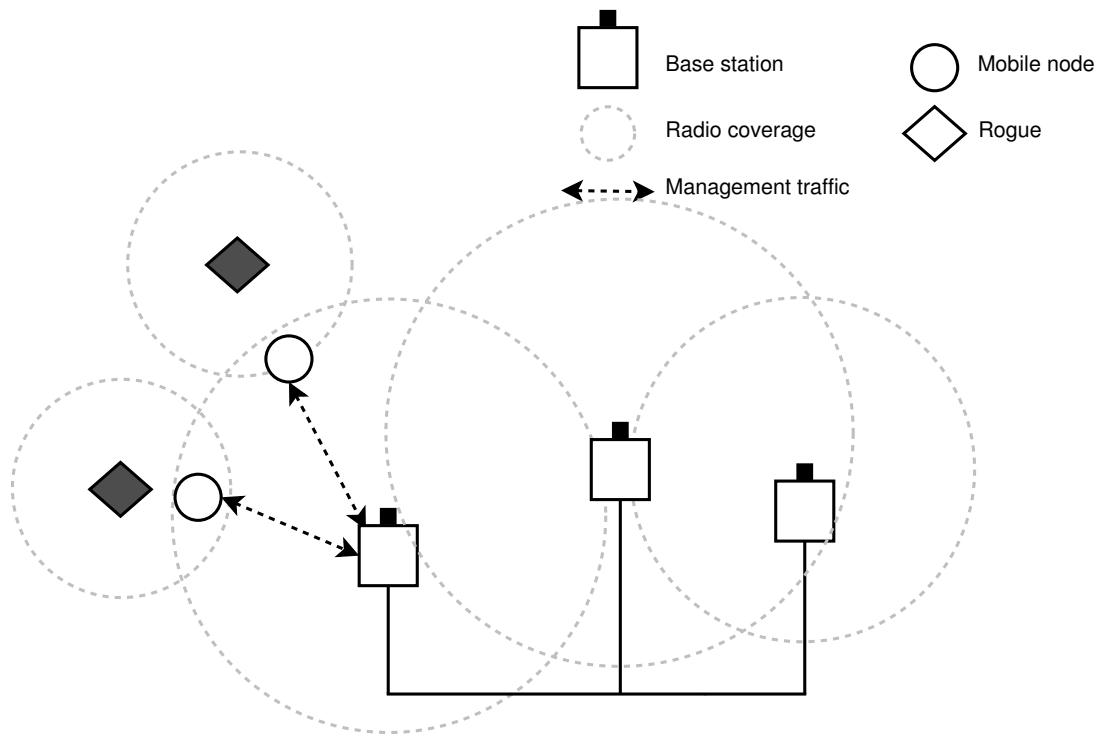 Base station
Mobile node
Radio coverage
Rogue
Management traffic